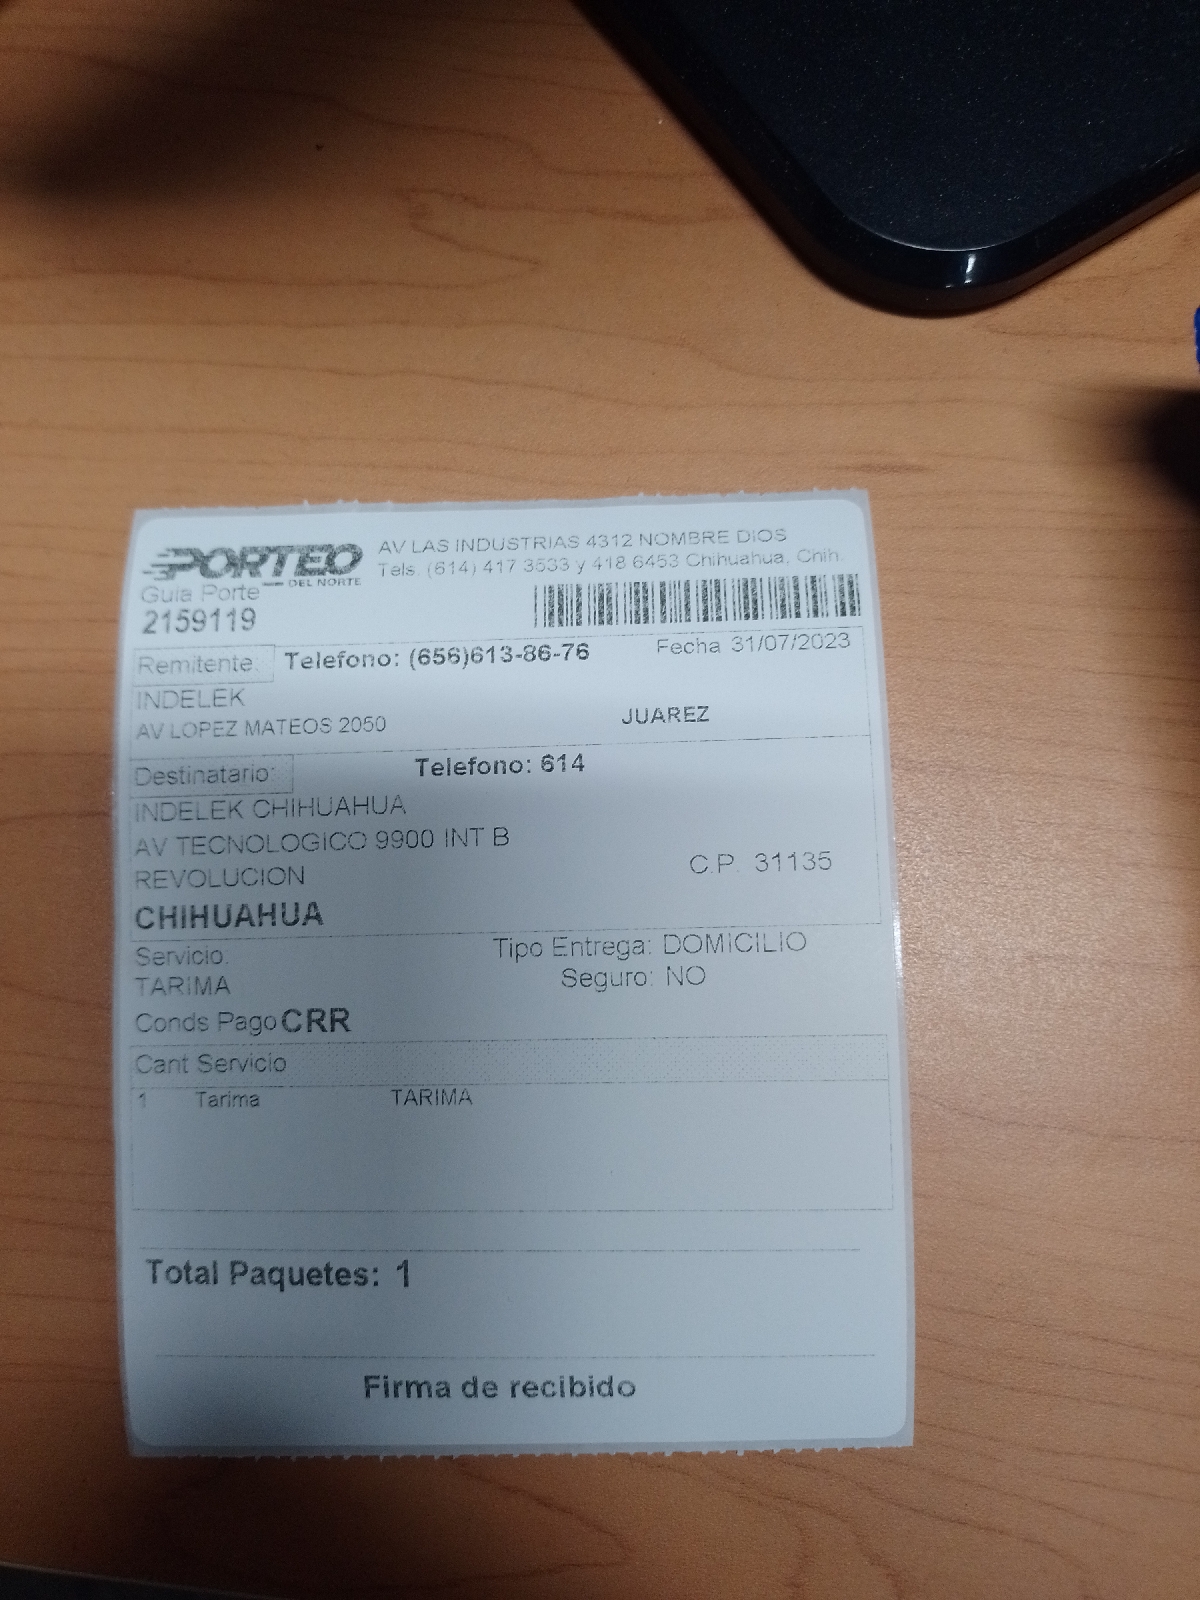 PORTEO
DEL NORTE
AV LAS INDUSTRIAS 4312 NOMBRE DIOS
Tels. (614) 417 3533 y 418 6453 Chihuahua, Chih.
Guia Porte
2159119
Remitente: Telefono: (656)613-86-76 Fecha 31/07/2023
INDELEK
AV LOPEZ MATEOS 2050 JUAREZ
Destinatario: Telefono: 614
INDELEK CHIHUAHUA
AV TECNOLOGICO 9900 INT B
REVOLUCION C.P. 31135
CHIHUAHUA
Servicio: Tipo Entrega: DOMICILIO
TARIMA Seguro: NO
Conds Pago CRR
Cant Servicio
1 Tarima TARIMA
Total Paquetes: 1
Firma de recibido